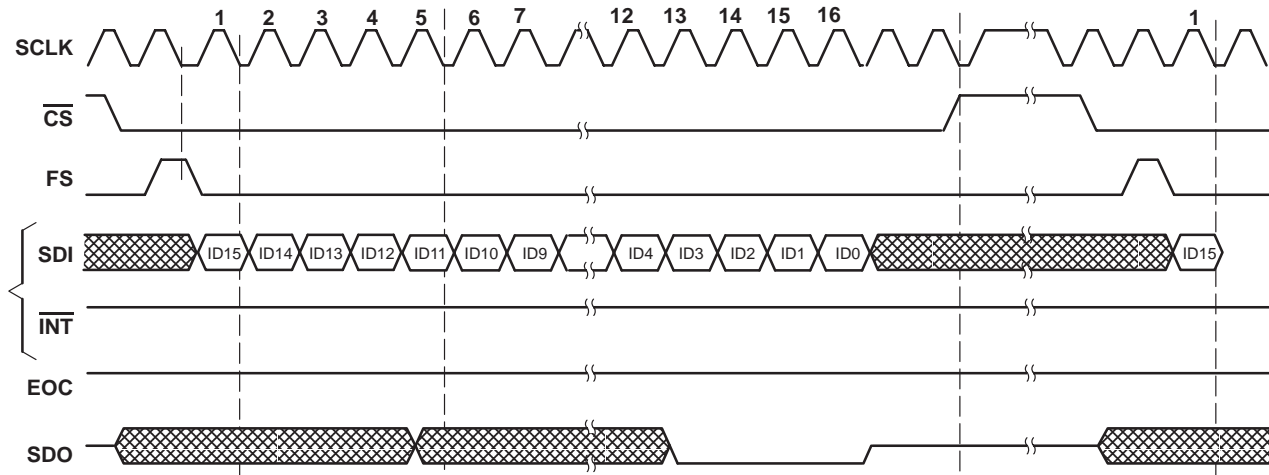 1 2 3 4 5 6 7 12 13 14 15 16 1
SCLK
CS
FS
SDI ID15 ID14 ID13 ID12 ID11 ID10 ID9 ID4 ID3 ID2 ID1 ID0 ID15
INT
EOC
SDO